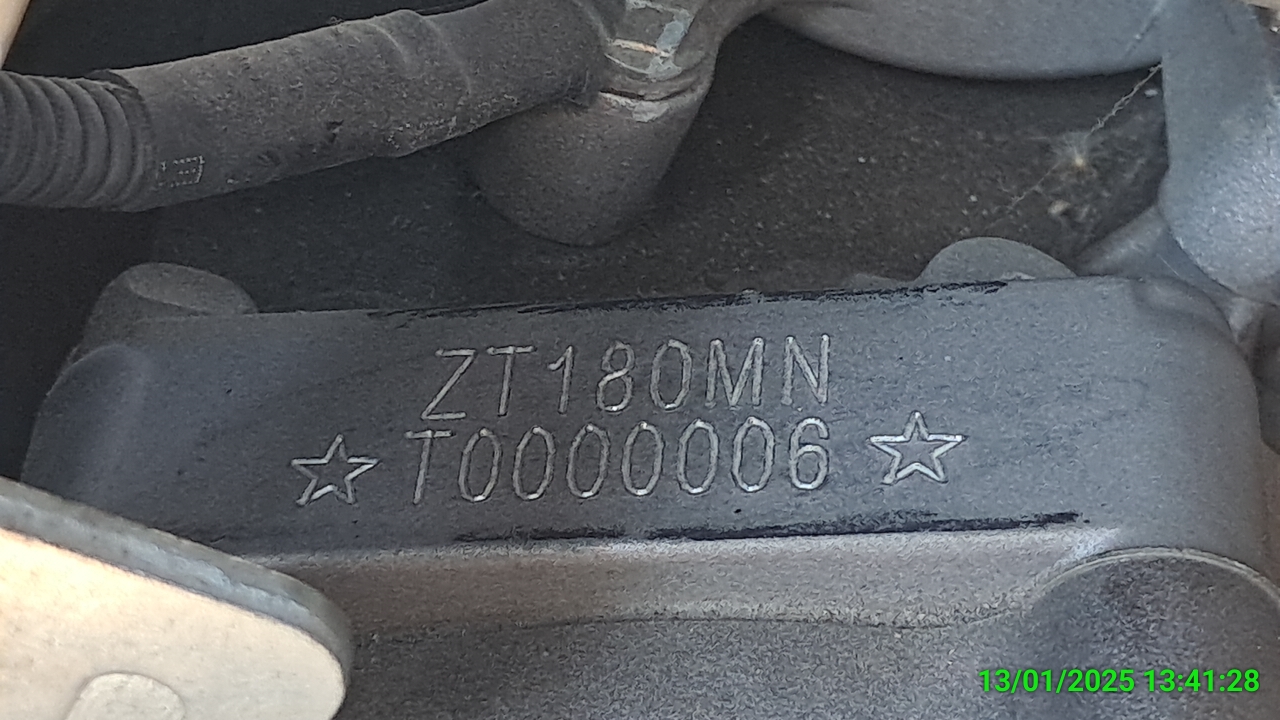 ZT180MN
☆ T0000006 ☆
13/01/2025 13:41:28